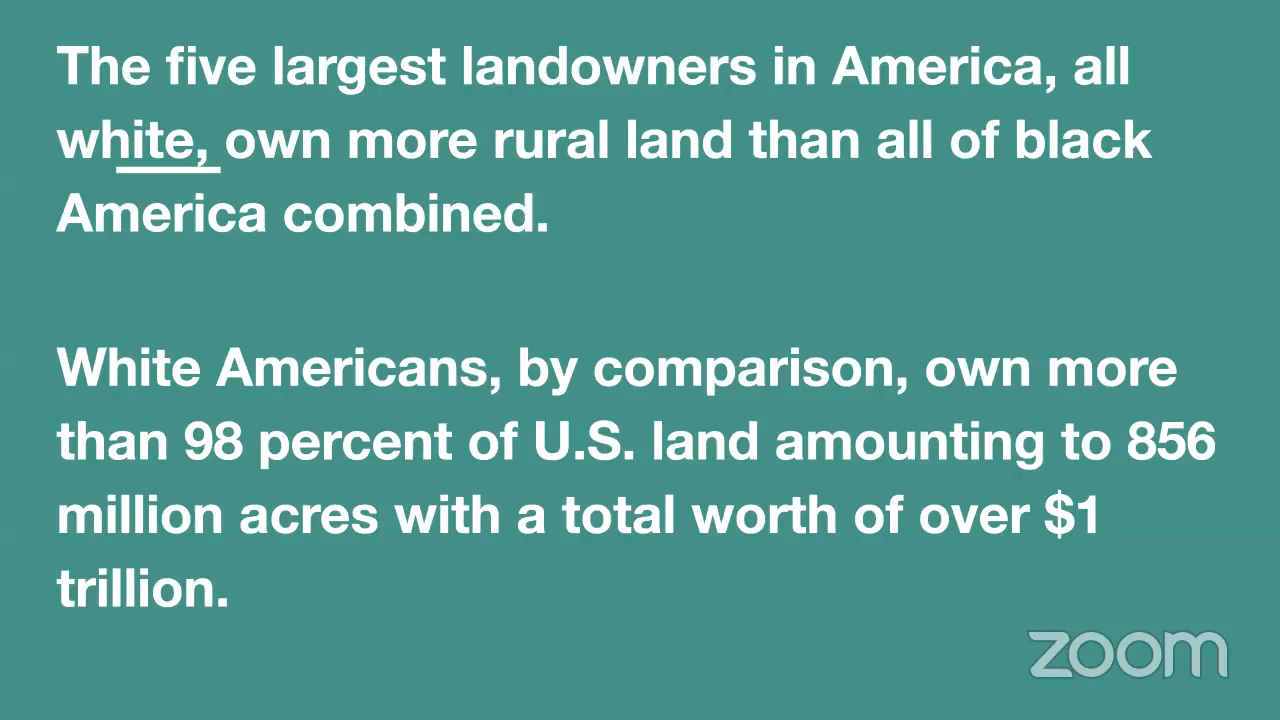 The five largest landowners in America, all
white, own more rural land than all of black
America combined.
White Americans, by comparison, own more
than 98 percent of U.S. land amounting to 856
million acres with a total worth of over $1
trillion.
zoom